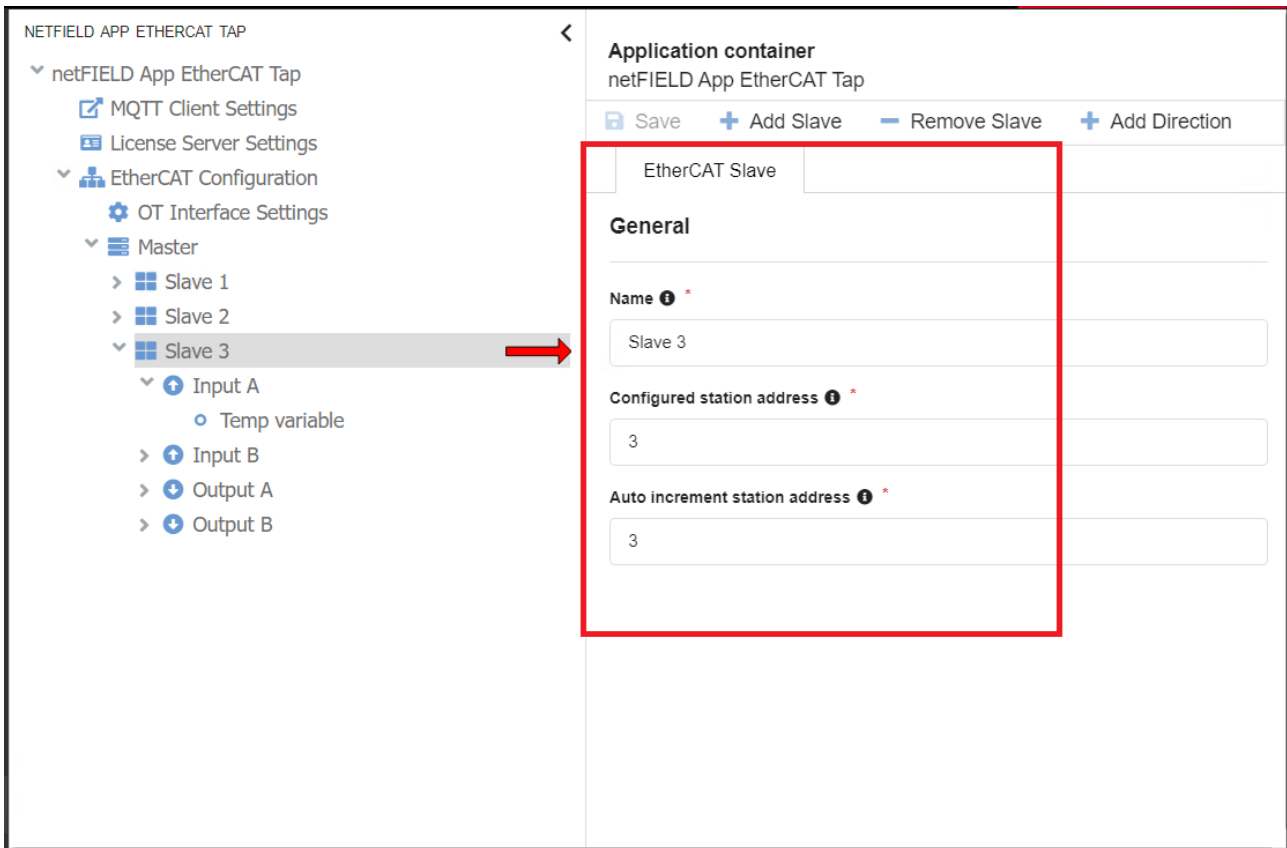 NETFIELD APP ETHERCAT TAP
netFIELD App EtherCAT Tap
MQTT Client Settings
License Server Settings
EtherCAT Configuration
OT Interface Settings
Master
Slave 1
Slave 2
Slave 3
Input A
Temp variable
Input B
Output A
Output B
Application container
netFIELD App EtherCAT Tap
Save Add Slave Remove Slave Add Direction
EtherCAT Slave
General
Name *
Slave 3
Configured station address *
3
Auto increment station address *
3